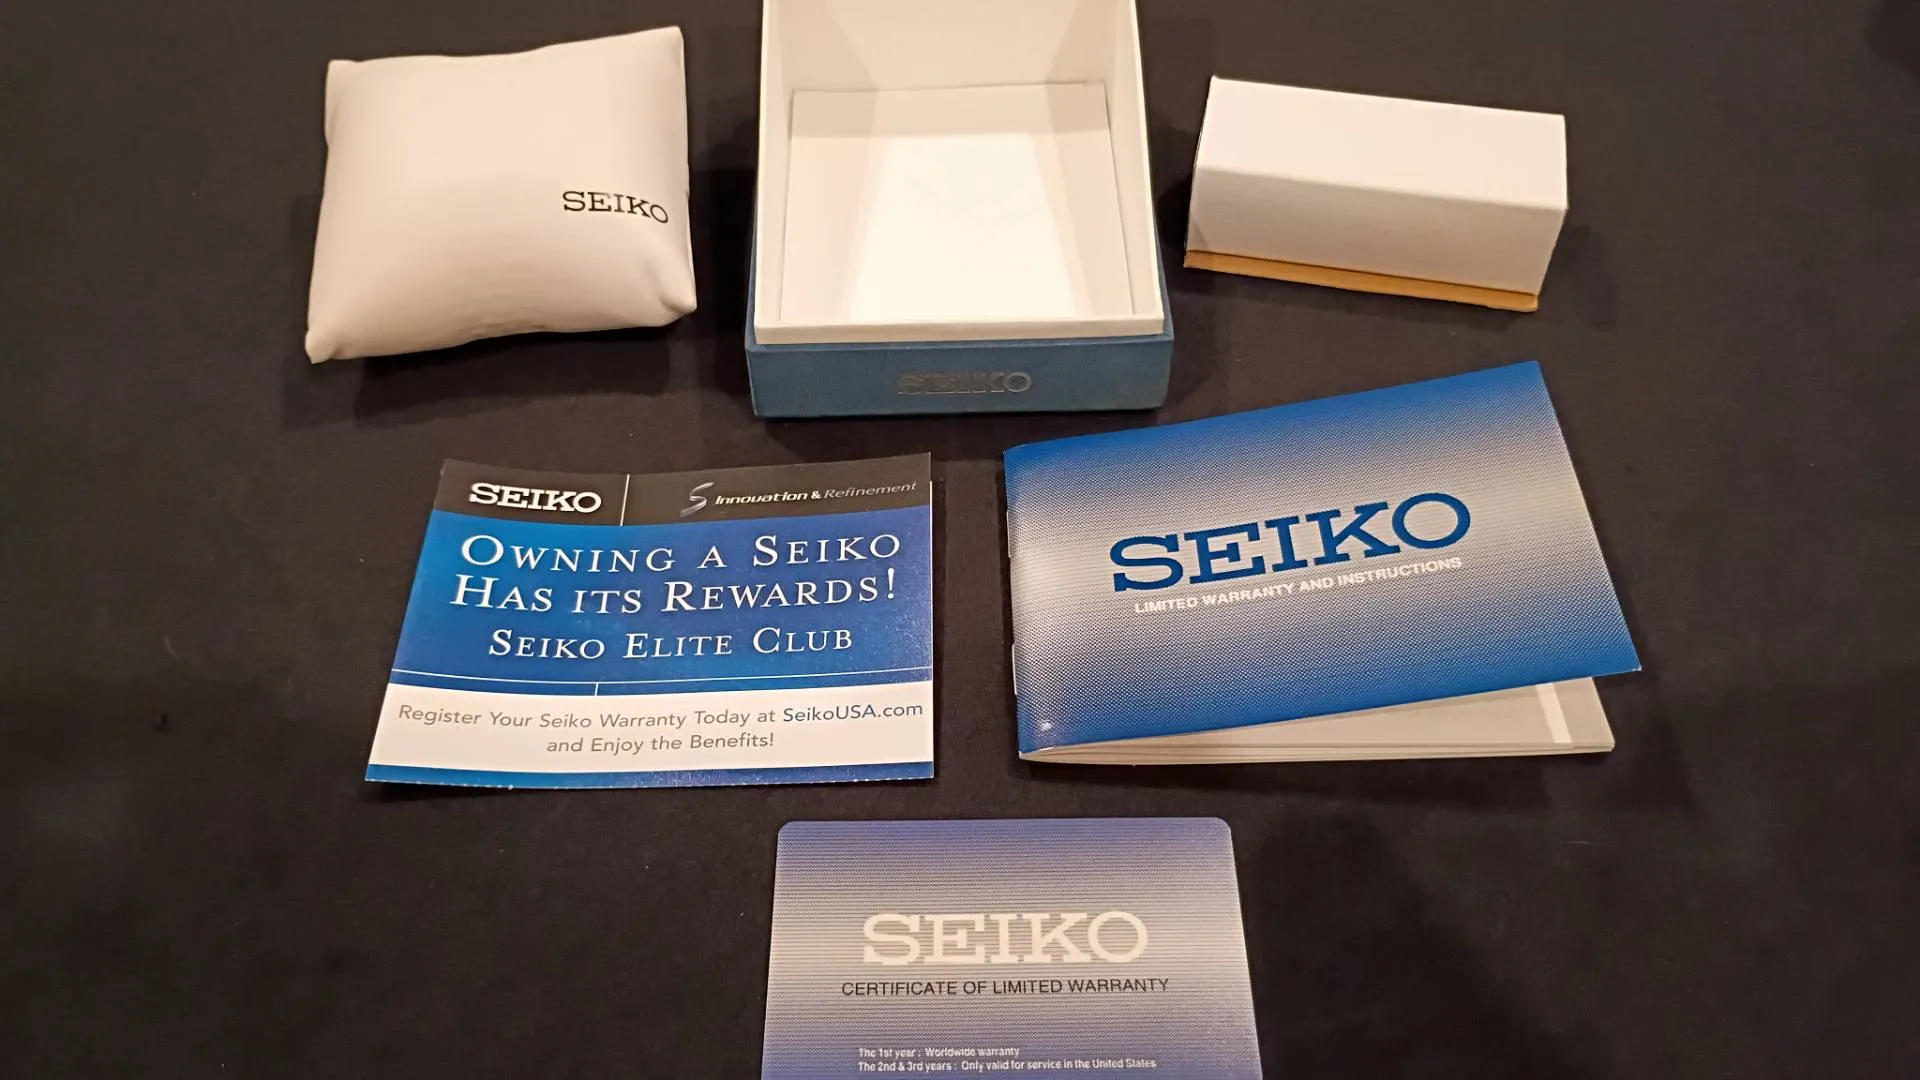 SEIKO
SEIKO
SEIKO
Innovation & Refinement
OWNING A SEIKO
HAS ITS REWARDS!
SEIKO ELITE CLUB
Register Your Seiko Warranty Today at SeikoUSA.com
and Enjoy the Benefits!
SEIKO
LIMITED WARRANTY AND INSTRUCTIONS
SEIKO
CERTIFICATE OF LIMITED WARRANTY
The 1st year : Worldwide warranty
The 2nd & 3rd years : Only valid for service in the United States